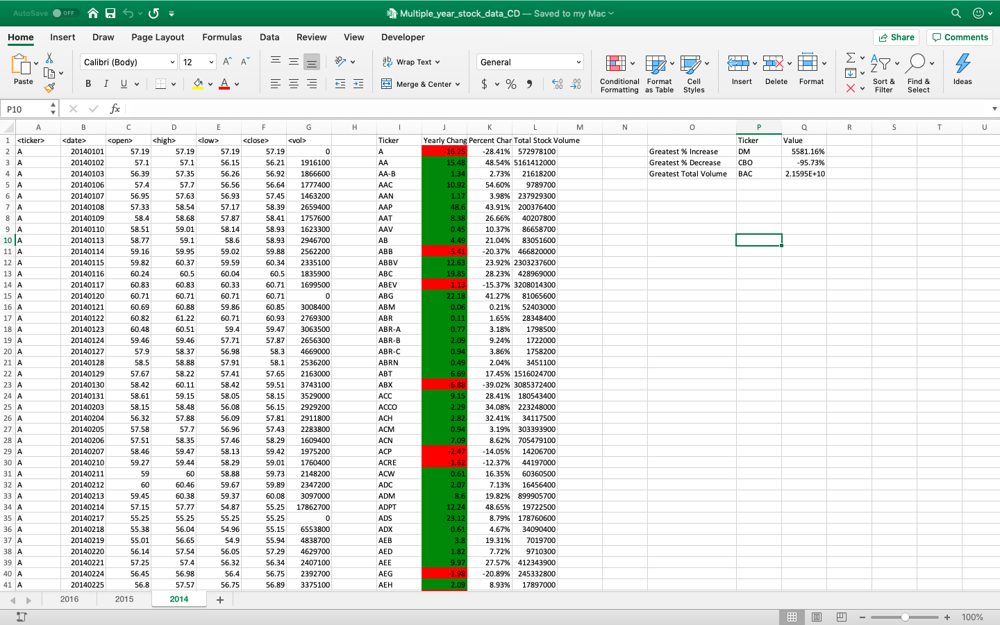 AutoSave OFF Multiple_year_stock_data_CD — Saved to my Mac
Home Insert Draw Page Layout Formulas Data Review View Developer Share Comments
Paste Calibri (Body) 12 A A ab Wrap Text General
B I U A Merge & Center $ % Conditional Formatting Format as Table Cell Styles Insert Delete Format Sort & Filter Find & Select Ideas
P10 fx
A B C D E F G H I J K L M N O P Q R S T U
1 <ticker> <date> <open> <high> <low> <close> <vol> Ticker Yearly Chang Percent Char Total Stock Volume Ticker Value
2 A 20140101 57.19 57.19 57.19 57.19 0 A -16.25 -28.41% 572978100 Greatest % Increase DM 5581.16%
3 A 20140102 57.1 57.1 56.15 56.21 1916100 AA 15.48 48.54% 5161412000 Greatest % Decrease CBO -95.73%
4 A 20140103 56.39 57.35 56.26 56.92 1866600 AA-B 1.34 2.73% 21618200 Greatest Total Volume BAC 2.1595E+10
5 A 20140106 57.4 57.7 56.56 56.64 1777400 AAC 10.92 54.60% 9789700
6 A 20140107 56.95 57.63 56.93 57.45 1463200 AAN 1.17 3.98% 237929300
7 A 20140108 57.33 58.54 57.17 58.39 2659400 AAP 48.6 43.91% 200376400
8 A 20140109 58.4 58.68 57.87 58.41 1757600 AAT 8.38 26.66% 40207800
9 A 20140110 58.51 59.01 58.14 58.93 1623300 AAV 0.45 10.37% 86658700
10 A 20140113 58.77 59.1 58.6 58.93 2946700 AB 4.49 21.04% 83051600
11 A 20140114 59.16 59.95 59.02 59.88 2562200 ABB -5.41 -20.37% 466820000
12 A 20140115 59.82 60.37 59.59 60.34 2335100 ABBV 12.63 23.92% 2303237600
13 A 20140116 60.24 60.5 60.04 60.5 1835900 ABC 19.85 28.23% 428969000
14 A 20140117 60.83 60.83 60.33 60.71 1699500 ABEV -1.13 -15.37% 3208014300
15 A 20140120 60.71 60.71 60.71 60.71 0 ABG 22.18 41.27% 81065600
16 A 20140121 60.69 60.88 59.86 60.85 3008400 ABM 0.06 0.21% 52403000
17 A 20140122 60.82 61.22 60.71 60.93 2769300 ABR 0.11 1.65% 28348400
18 A 20140123 60.48 60.51 59.4 59.47 3063500 ABR-A 0.77 3.18% 1798500
19 A 20140124 59.46 59.46 57.71 57.87 2656300 ABR-B 2.09 9.24% 1722000
20 A 20140127 57.9 58.37 56.98 58.3 4669000 ABR-C 0.94 3.86% 1758200
21 A 20140128 58.5 58.88 57.91 58.1 2536200 ABRN 0.49 2.04% 3451100
22 A 20140129 57.67 58.22 57.41 57.65 2163000 ABT 6.69 17.45% 1516024700
23 A 20140130 58.42 60.11 58.42 59.51 3743100 ABX -6.88 -39.02% 3085372400
24 A 20140131 58.61 59.15 58.05 58.15 3529000 ACC 9.15 28.41% 180543400
25 A 20140203 58.15 58.48 56.08 56.15 2929200 ACCO 2.29 34.08% 223248000
26 A 20140204 56.32 57.88 56.09 57.81 2911800 ACH 2.82 32.41% 34117500
27 A 20140205 57.58 57.7 56.96 57.43 2283800 ACM 0.94 3.19% 303393900
28 A 20140206 57.51 58.35 57.46 58.29 1609400 ACN 7.09 8.62% 705479100
29 A 20140207 58.46 59.47 58.13 59.42 1975200 ACP -2.47 -14.05% 14206700
30 A 20140210 59.27 59.44 58.29 59.01 1760400 ACRE -1.62 -12.37% 44197000
31 A 20140211 59 60 58.88 59.73 2148200 ACW 0.61 16.35% 60360500
32 A 20140212 60 60.46 59.67 59.89 2347200 ADC 2.07 7.13% 16456400
33 A 20140213 59.45 60.38 59.37 60.08 3097000 ADM 8.6 19.82% 899905700
34 A 20140214 57.15 57.77 54.87 55.25 17862700 ADPT 12.24 48.65% 19722500
35 A 20140217 55.25 55.25 55.25 55.25 0 ADS 23.12 8.79% 178760600
36 A 20140218 55.38 56.04 54.96 55.15 6553800 ADX 0.61 4.67% 34090400
37 A 20140219 55.01 56.65 54.9 55.94 4838700 AEB 3.8 19.31% 7019700
38 A 20140220 56.14 57.54 56.05 57.29 4629700 AED 1.82 7.72% 9710300
39 A 20140221 57.25 57.4 56.32 56.34 2407100 AEE 9.97 27.57% 412343900
40 A 20140224 56.45 56.98 56.4 56.75 2392700 AEG -1.98 -20.89% 245332800
41 A 20140225 56.8 57.57 56.75 56.89 3375100 AEH 2.09 8.93% 17897000
2016 2015 2014 +
100%